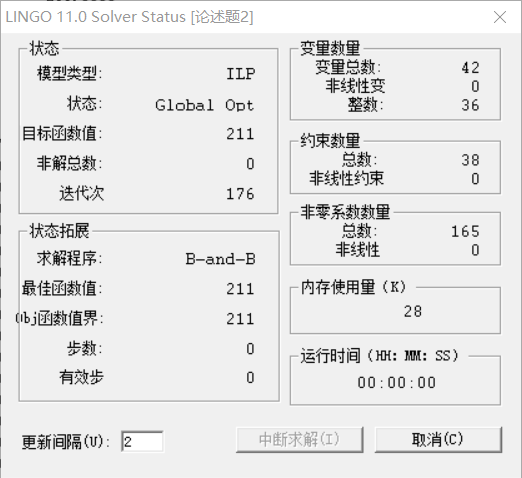 LINGO 11.0 Solver Status [论述题2]
状态
模型类型: ILP
状态: Global Opt
目标函数值: 211
非解总数: 0
迭代次 176
状态拓展
求解程序: B-and-B
最佳函数值: 211
Obj函数值界: 211
步数: 0
有效步 0
更新间隔(U): 2
变量数量
变量总数: 42
非线性变 0
整数: 36
约束数量
总数: 38
非线性约束 0
非零系数数量
总数: 165
非线性 0
内存使用量 (K)
28
运行时间 (HH: MM: SS)
00:00:00
中断求解(I)
取消(C)